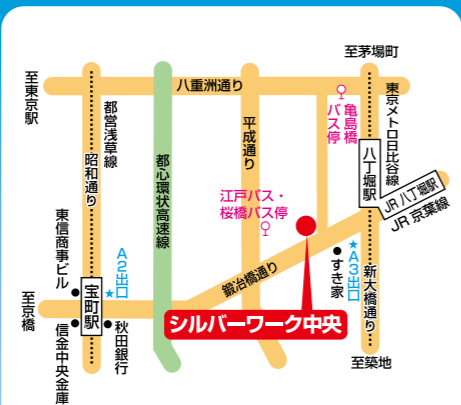 至茅場町
至東京駅
八重洲通り
都営浅草線
昭和通り
都心環状高速線
平成通り
亀島橋
バス停
東京メトロ日比谷線
八丁堀駅
JR 八丁堀駅
JR 京葉線
江戸バス・
桜橋バス停
東信商事ビル
A2出口
宝町駅
至京橋
鍛冶橋通り
すき家
A3出口
新大橋通り
シルバーワーク中央
秋田銀行
信金中央金庫
至築地